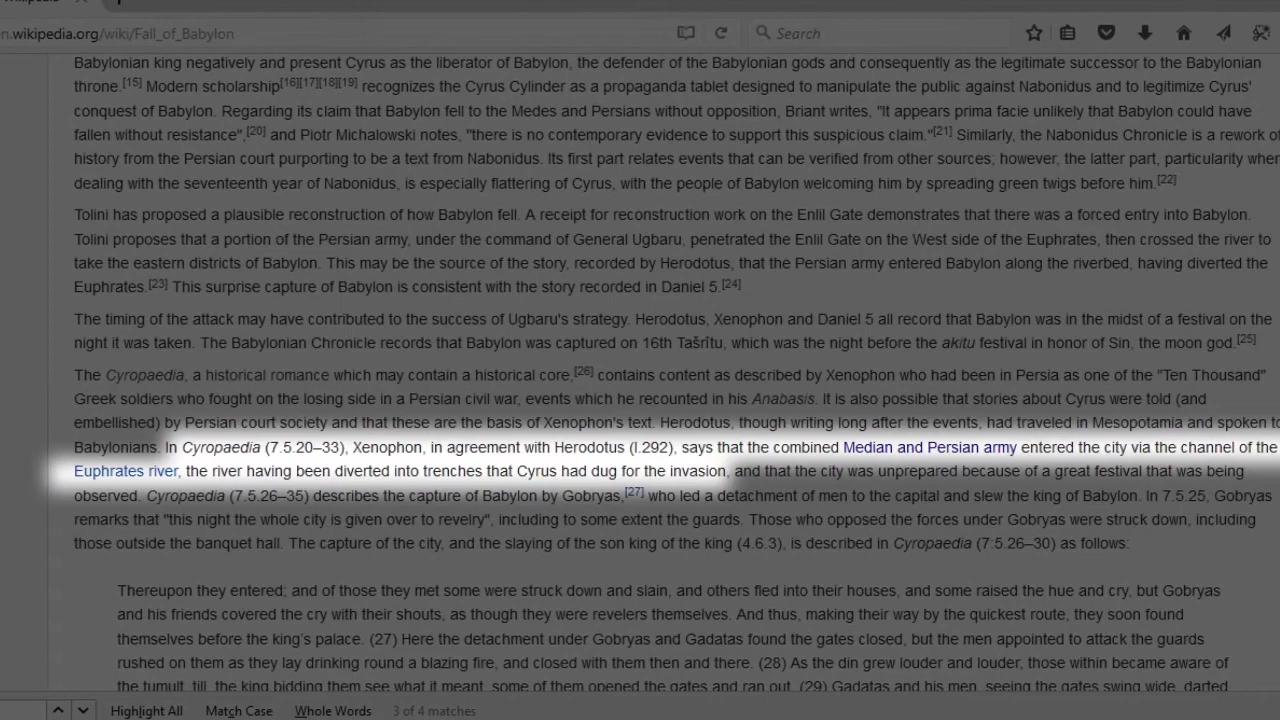 n.wikipedia.org/wiki/Fall_of_Babylon
Search
Babylonian king negatively and present Cyrus as the liberator of Babylon, the defender of the Babylonian gods and consequently as the legitimate successor to the Babylonian
throne.[15] Modern scholarship[16][17][18][19] recognizes the Cyrus Cylinder as a propaganda tablet designed to manipulate the public against Nabonidus and to legitimize Cyrus'
conquest of Babylon. Regarding its claim that Babylon fell to the Medes and Persians without opposition, Briant writes, "It appears prima facie unlikely that Babylon could have
fallen without resistance",[20] and Piotr Michalowski notes, "there is no contemporary evidence to support this suspicious claim."[21] Similarly, the Nabonidus Chronicle is a rework of
history from the Persian court purporting to be a text from Nabonidus. Its first part relates events that can be verified from other sources; however, the latter part, particularly when
dealing with the seventeenth year of Nabonidus, is especially flattering of Cyrus, with the people of Babylon welcoming him by spreading green twigs before him.[22]
Tolini has proposed a plausible reconstruction of how Babylon fell. A receipt for reconstruction work on the Enlil Gate demonstrates that there was a forced entry into Babylon.
Tolini proposes that a portion of the Persian army, under the command of General Ugbaru, penetrated the Enlil Gate on the West side of the Euphrates, then crossed the river to
take the eastern districts of Babylon. This may be the source of the story, recorded by Herodotus, that the Persian army entered Babylon along the riverbed, having diverted the
Euphrates.[23] This surprise capture of Babylon is consistent with the story recorded in Daniel 5.[24]
The timing of the attack may have contributed to the success of Ugbaru's strategy. Herodotus, Xenophon and Daniel 5 all record that Babylon was in the midst of a festival on the
night it was taken. The Babylonian Chronicle records that Babylon was captured on 16th Tašrîtu, which was the night before the akitu festival in honor of Sin, the moon god.[25]
The Cyropaedia, a historical romance which may contain a historical core,[26] contains content as described by Xenophon who had been in Persia as one of the "Ten Thousand"
Greek soldiers who fought on the losing side in a Persian civil war, events which he recounted in his Anabasis. It is also possible that stories about Cyrus were told (and
embellished) by Persian court society and that these are the basis of Xenophon's text. Herodotus, though writing long after the events, had traveled in Mesopotamia and spoken to
Babylonians. In Cyropaedia (7.5.20–33), Xenophon, in agreement with Herodotus (I.292), says that the combined Median and Persian army entered the city via the channel of the
Euphrates river, the river having been diverted into trenches that Cyrus had dug for the invasion, and that the city was unprepared because of a great festival that was being
observed. Cyropaedia (7.5.26–35) describes the capture of Babylon by Gobryas,[27] who led a detachment of men to the capital and slew the king of Babylon. In 7.5.25, Gobryas
remarks that "this night the whole city is given over to revelry", including to some extent the guards. Those who opposed the forces under Gobryas were struck down, including
those outside the banquet hall. The capture of the city, and the slaying of the son king of the king (4.6.3), is described in Cyropaedia (7:5.26–30) as follows:
Thereupon they entered; and of those they met some were struck down and slain, and others fled into their houses, and some raised the hue and cry, but Gobryas
and his friends covered the cry with their shouts, as though they were revelers themselves. And thus, making their way by the quickest route, they soon found
themselves before the king's palace. (27) Here the detachment under Gobryas and Gadatas found the gates closed, but the men appointed to attack the guards
rushed on them as they lay drinking round a blazing fire, and closed with them then and there. (28) As the din grew louder and louder, those within became aware of
the tumult, till, the king bidding them see what it meant, some of them opened the gates and ran out. (29) Gadatas and his men, seeing the gates swing wide, darted
Highlight All Match Case Whole Words 3 of 4 matches